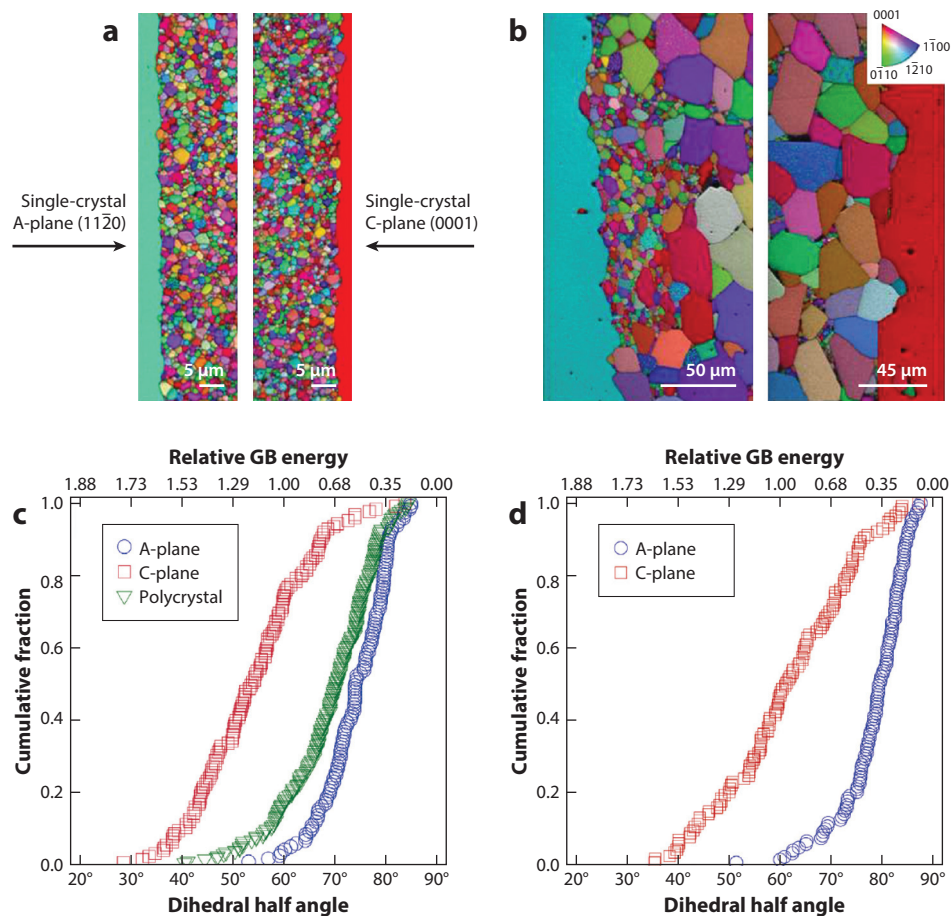 a
Single-crystal
A-plane (112̄0)
Single-crystal
C-plane (0001)
5 μm
5 μm
b
0001
11̄00
12̄10
01̄10
50 μm
45 μm
c
Relative GB energy
1.88 1.73 1.53 1.29 1.00 0.68 0.35 0.00
1.0
0.8
0.6
0.4
0.2
0.0
Cumulative fraction
A-plane
C-plane
Polycrystal
20° 30° 40° 50° 60° 70° 80° 90°
Dihedral half angle
d
Relative GB energy
1.88 1.73 1.53 1.29 1.00 0.68 0.35 0.00
1.0
0.8
0.6
0.4
0.2
0.0
Cumulative fraction
A-plane
C-plane
20° 30° 40° 50° 60° 70° 80° 90°
Dihedral half angle